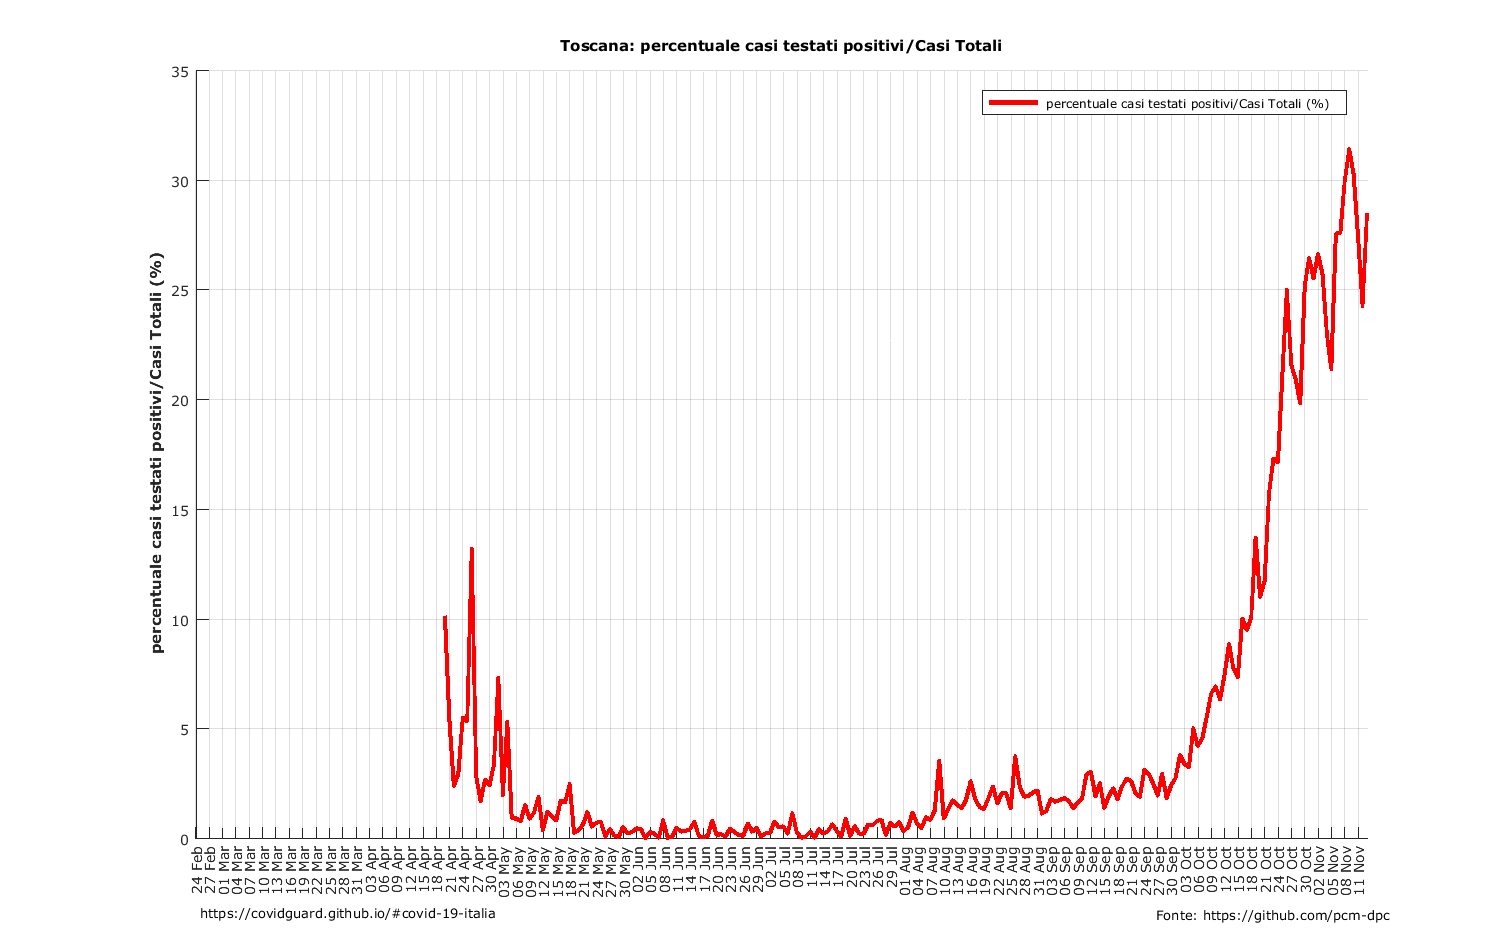 Toscana: percentuale casi testati positivi/Casi Totali
percentuale casi testati positivi/Casi Totali (%)
percentuale casi testati positivi/Casi Totali (%)
35
30
25
20
15
10
5
0
24 Feb
27 Feb
01 Mar
04 Mar
07 Mar
10 Mar
13 Mar
16 Mar
19 Mar
22 Mar
25 Mar
28 Mar
31 Mar
03 Apr
06 Apr
09 Apr
12 Apr
15 Apr
18 Apr
21 Apr
24 Apr
27 Apr
30 Apr
03 May
06 May
09 May
12 May
15 May
18 May
21 May
24 May
27 May
30 May
02 Jun
05 Jun
08 Jun
11 Jun
14 Jun
17 Jun
20 Jun
23 Jun
26 Jun
29 Jun
02 Jul
05 Jul
08 Jul
11 Jul
14 Jul
17 Jul
20 Jul
23 Jul
26 Jul
29 Jul
01 Aug
04 Aug
07 Aug
10 Aug
13 Aug
16 Aug
19 Aug
22 Aug
25 Aug
28 Aug
31 Aug
03 Sep
06 Sep
09 Sep
12 Sep
15 Sep
18 Sep
21 Sep
24 Sep
27 Sep
30 Sep
03 Oct
06 Oct
09 Oct
12 Oct
15 Oct
18 Oct
21 Oct
24 Oct
27 Oct
30 Oct
02 Nov
05 Nov
08 Nov
11 Nov
https://covidguard.github.io/#covid-19-italia
Fonte: https://github.com/pcm-dpc